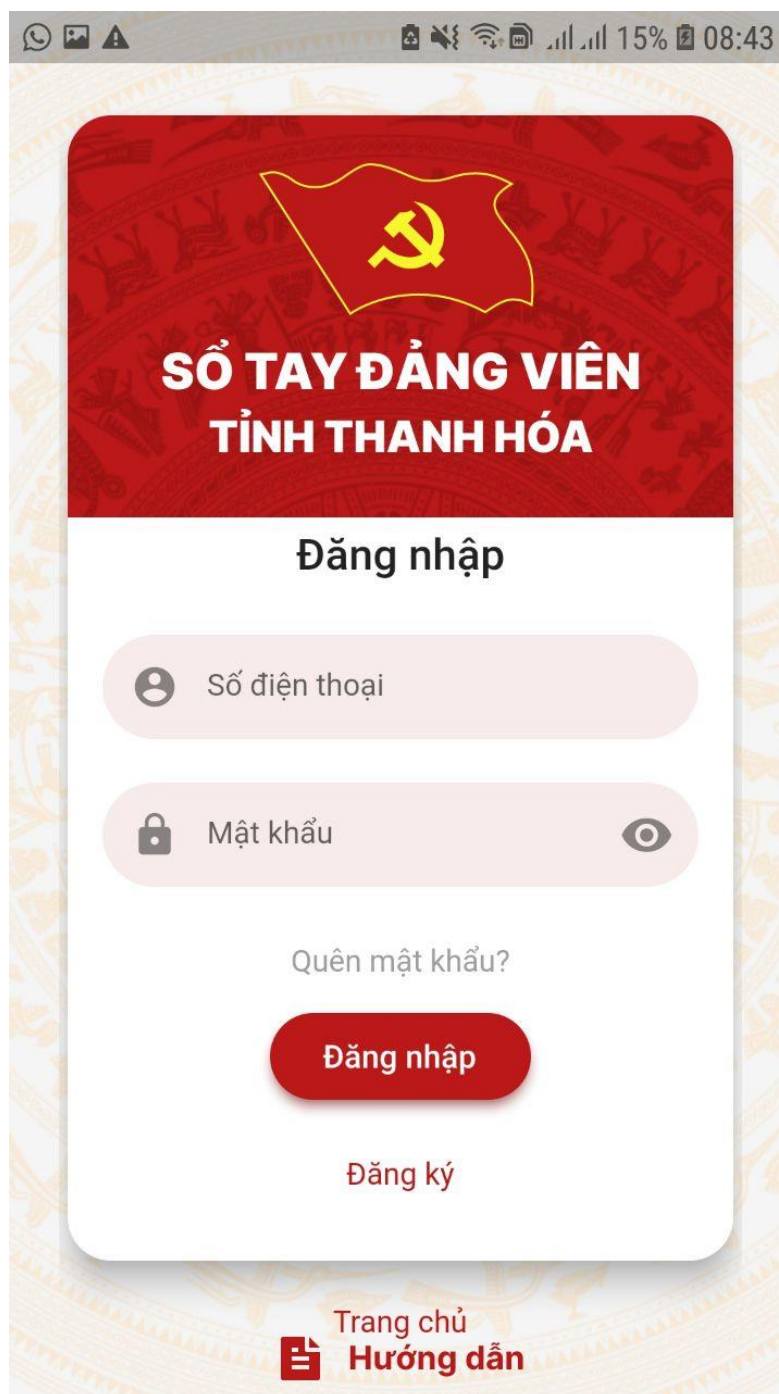 15% 08:43
SỔ TAY ĐẢNG VIÊN
TỈNH THANH HÓA
Đăng nhập
Số điện thoại
Mật khẩu
Quên mật khẩu?
Đăng nhập
Đăng ký
Trang chủ
Hướng dẫn